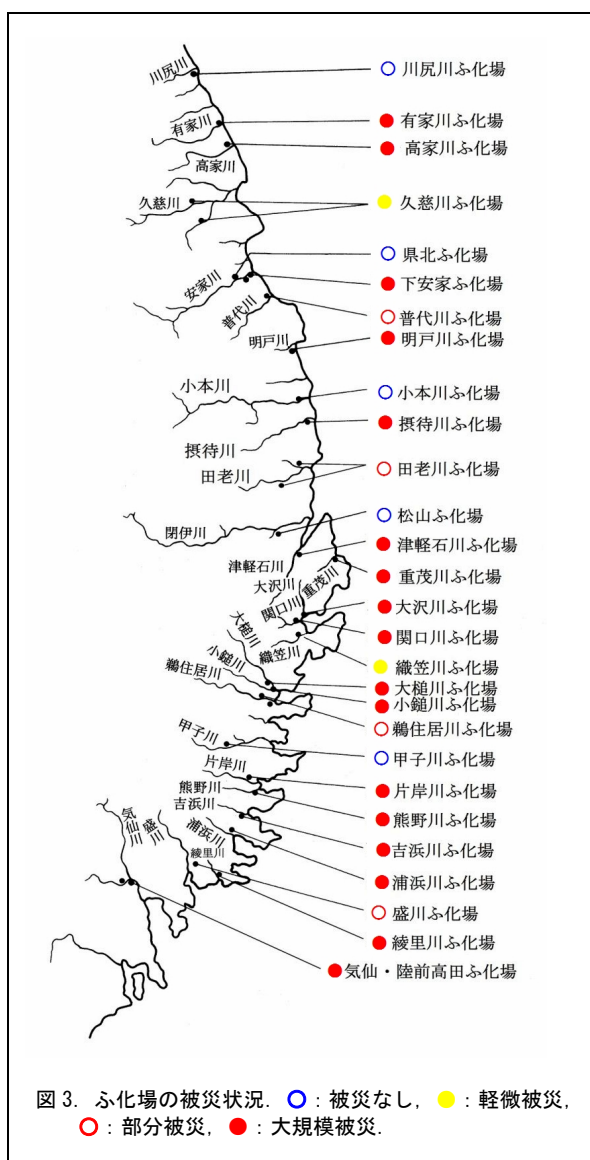 川尻川
有家川
高家川
久慈川
安家川
普代川
明戸川
小本川
摂待川
田老川
閉伊川
津軽石川
重茂川
大沢川
関口川
大槌川
織笠川
小鎚川
鵜住居川
甲子川
片岸川
熊野川
吉浜川
気仙川
盛川
浦浜川
綾里川
○川尻川ふ化場
●有家川ふ化場
●高家川ふ化場
●久慈川ふ化場
○県北ふ化場
●下安家ふ化場
○普代川ふ化場
●明戸川ふ化場
○小本川ふ化場
●摂待川ふ化場
○田老川ふ化場
○松山ふ化場
●津軽石川ふ化場
●重茂川ふ化場
●大沢川ふ化場
●関口川ふ化場
●織笠川ふ化場
●大槌川ふ化場
●小鎚川ふ化場
○鵜住居川ふ化場
○甲子川ふ化場
●片岸川ふ化場
●熊野川ふ化場
●吉浜川ふ化場
●浦浜川ふ化場
○盛川ふ化場
●綾里川ふ化場
●気仙・陸前高田ふ化場
図3. ふ化場の被災状況. ○：被災なし, ●：軽微被災,
○：部分被災, ●：大規模被災.